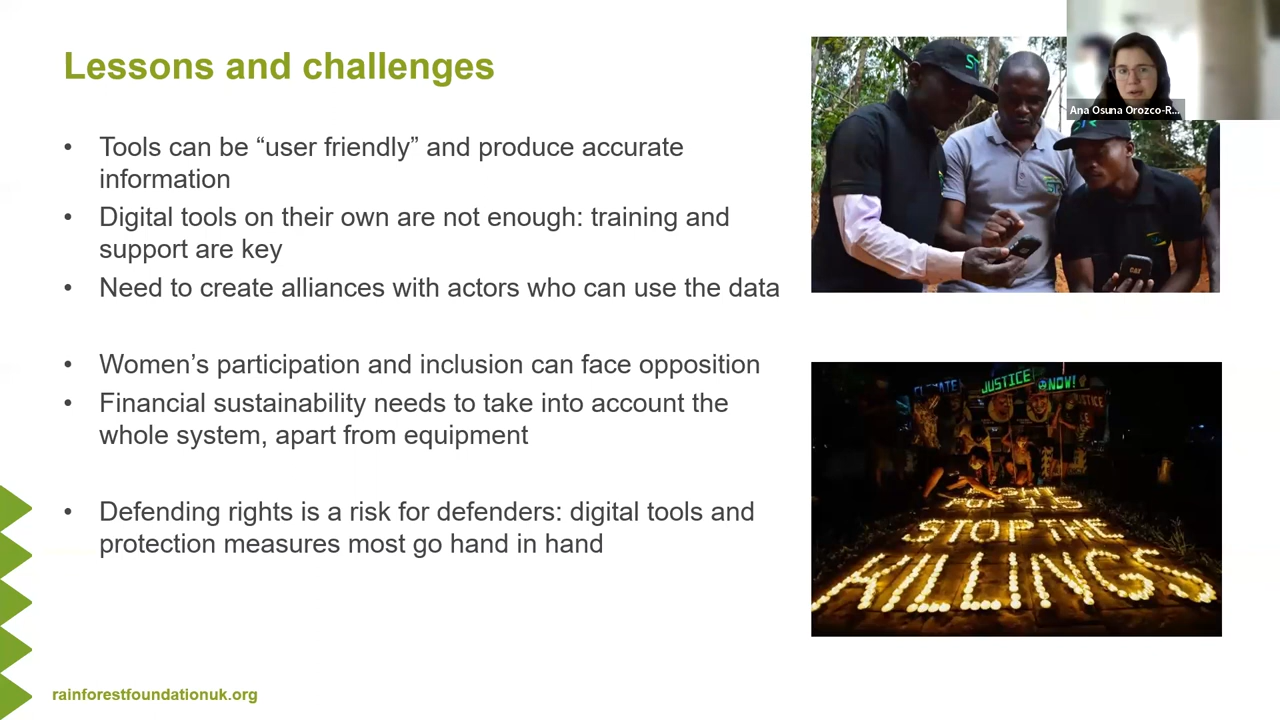 Lessons and challenges
Ana Osuna Orozco-R...
• Tools can be “user friendly” and produce accurate
information
• Digital tools on their own are not enough: training and
support are key
• Need to create alliances with actors who can use the data
• Women’s participation and inclusion can face opposition
• Financial sustainability needs to take into account the
whole system, apart from equipment
• Defending rights is a risk for defenders: digital tools and
protection measures most go hand in hand
CAT
CLIMATE
JUSTICE
NOW!
STOP THE
KILLINGS
rainforestfoundationuk.org